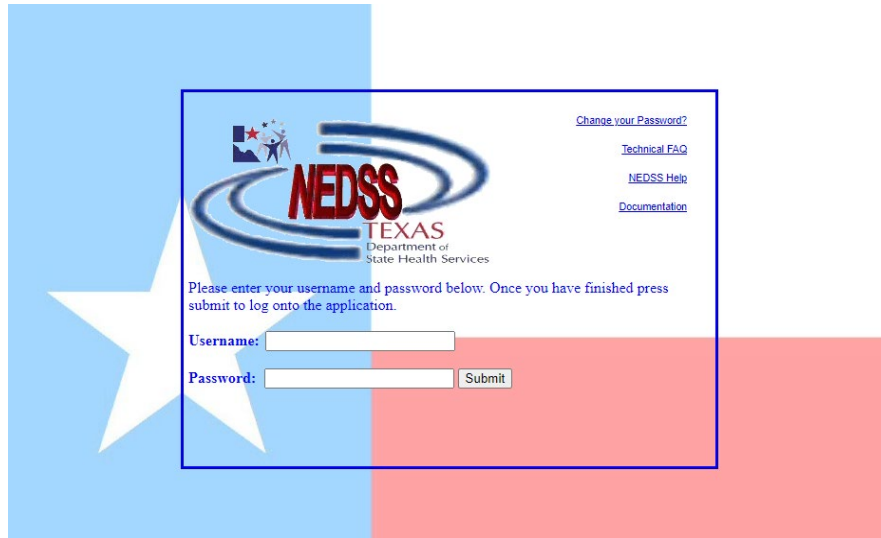 Change your Password?
Technical FAQ
NEDSS Help
Documentation
NEDSS
TEXAS
Department of
State Health Services
Please enter your username and password below. Once you have finished press
submit to log onto the application.
Username:
Password: Submit